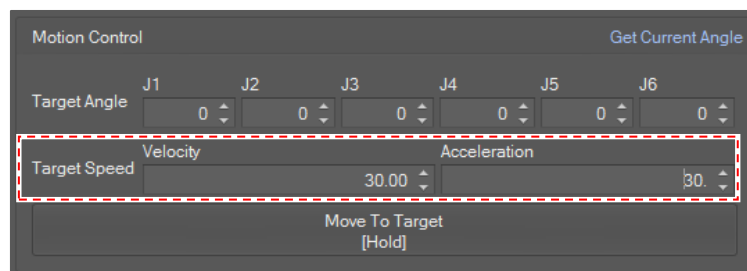 Motion Control Get Current Angle
J1 J2 J3 J4 J5 J6
Target Angle 0 0 0 0 0 0
Velocity Acceleration
Target Speed 30.00 30.
Move To Target
[Hold]